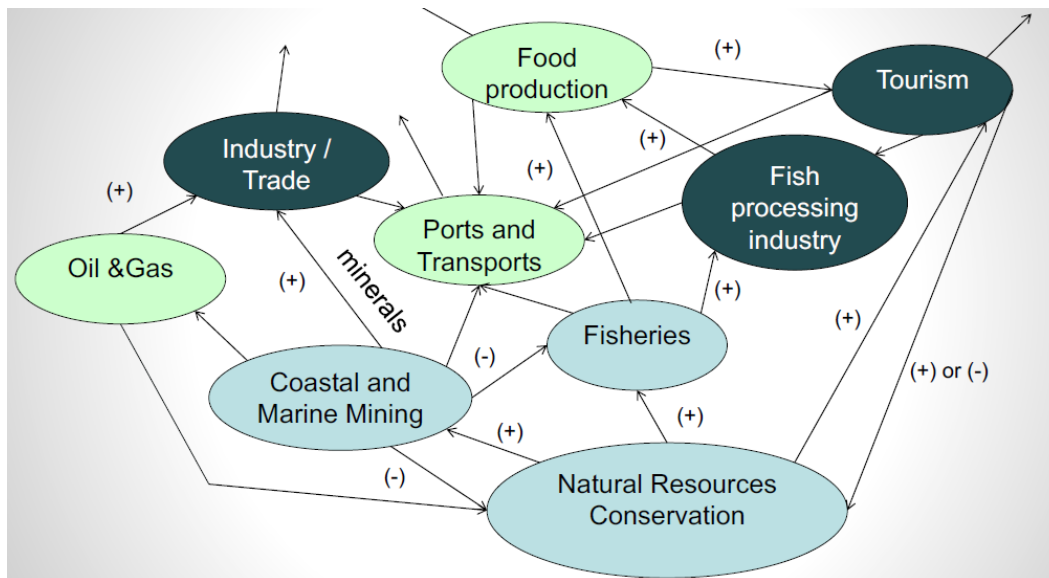 Food
production
(+)
Tourism
Industry /
Trade
(+)
(+)
(+)
Fish
processing
industry
Ports and
Transports
Oil &Gas
(+)
minerals
(+)
(+)
Fisheries
(-)
(+) or (-)
Coastal and
Marine Mining
(+)
(+)
(-)
Natural Resources
Conservation